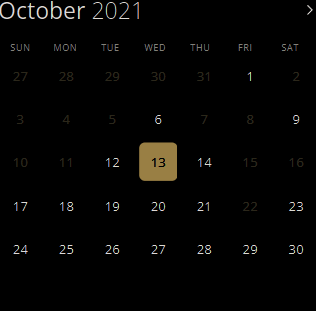 October 2021
SUN MON TUE WED THU FRI SAT
27 28 29 30 31 1 2
3 4 5 6 7 8 9
10 11 12 13 14 15 16
17 18 19 20 21 22 23
24 25 26 27 28 29 30